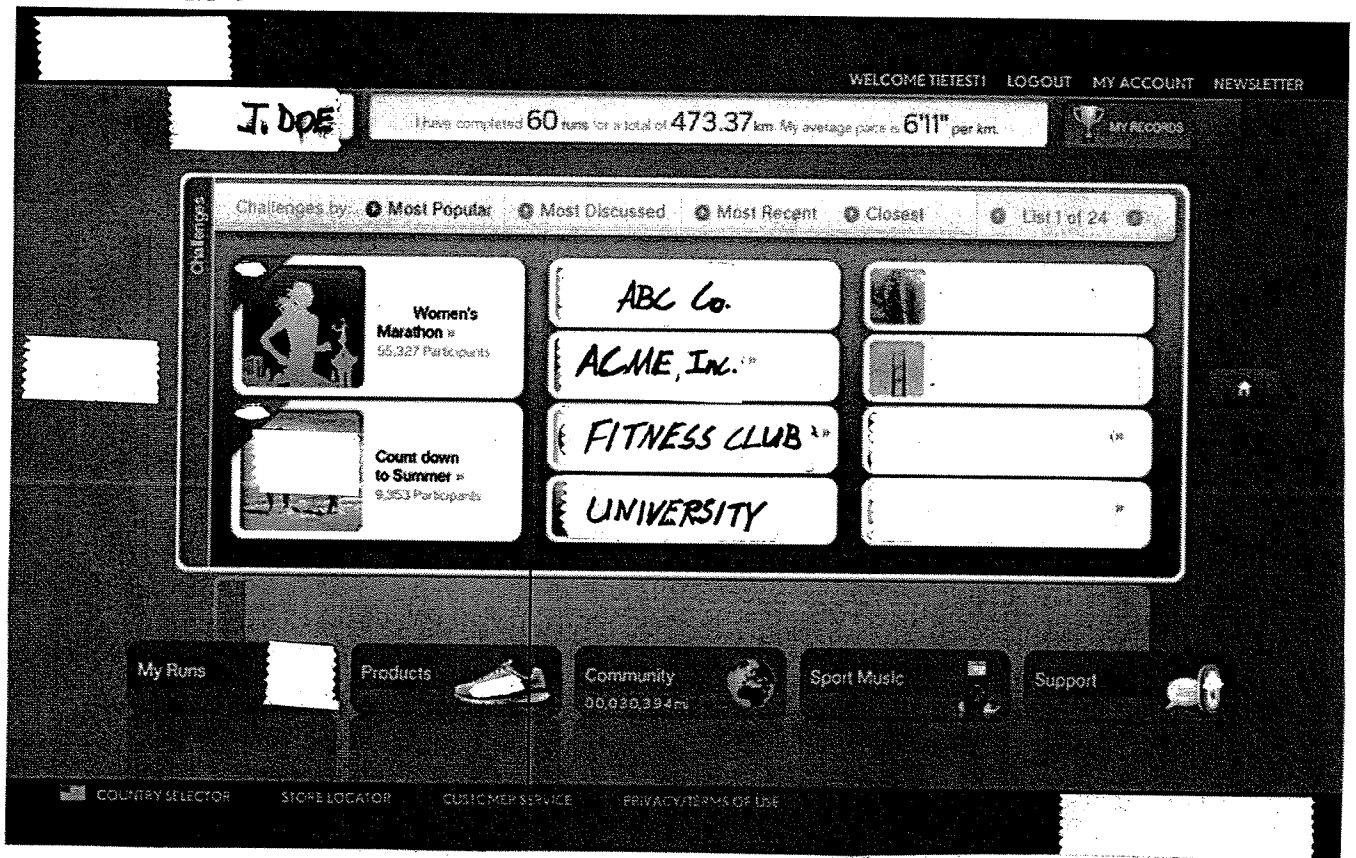 WELCOME TIETEST1 LOGOUT MY ACCOUNT NEWSLETTER
J. DOE
I have completed 60 runs for a total of 473.37 km. My average pace is 6'11" per km.
MY RECORDS
Challenges
Challenges by: Most Popular Most Discussed Most Recent Closest List 1 of 24
Women's
Marathon »
55,327 Participants
Count down
to Summer »
9,353 Participants
ABC Co.
ACME, Inc. »
FITNESS CLUB »
UNIVERSITY
»
»
My Runs
Products
Community
00,030,394mi
Sport Music
Support
COUNTRY SELECTOR STORE LOCATOR CUSTOMER SERVICE PRIVACY/TERMS OF USE